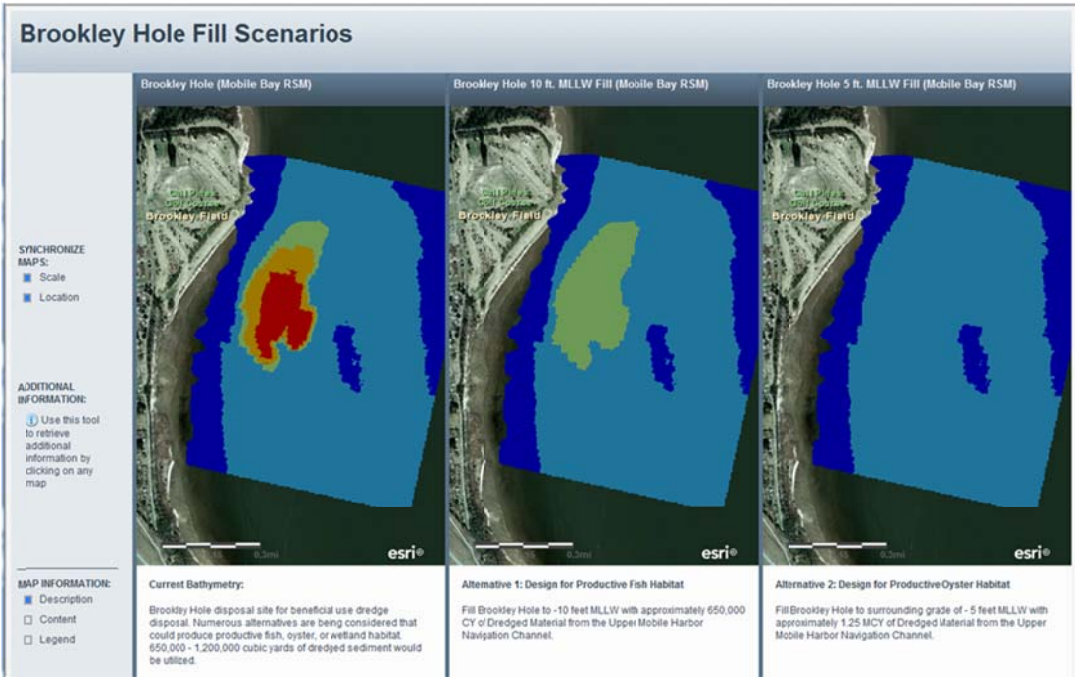 Brookley Hole Fill Scenarios
Brookley Hole (Mobile Bay RSM)
Brookley Hole 10 ft. MLLW Fill (Mobile Bay RSM)
Brookley Hole 5 ft. MLLW Fill (Mobile Bay RSM)
Brookley Field
Brookley Field
Brookley Field
SYNCHRONIZE
MAPS:
Scale
Location
ADDITIONAL
INFORMATION:
Use this tool
to retrieve
additional
information by
clicking on any
map
0.3mi
esri
0.3mi
esri
0.3mi
esri
MAP INFORMATION:
Description
Content
Legend
Current Bathymetry:
Brookley Hole disposal site for beneficial use dredge
disposal. Numerous alternatives are being considered that
could produce productive fish, oyster, or wetland habitat.
650,000 - 1,200,000 cubic yards of dredged sediment would
be utilized.
Alternative 1: Design for Productive Fish Habitat
Fill Brookley Hole to -10 feet MLLW with approximately 650,000
CY of Dredged Material from the Upper Mobile Harbor
Navigation Channel.
Alternative 2: Design for Productive Oyster Habitat
Fill Brookley Hole to surrounding grade of - 5 feet MLLW with
approximately 1.25 MCY of Dredged Material from the Upper
Mobile Harbor Navigation Channel.